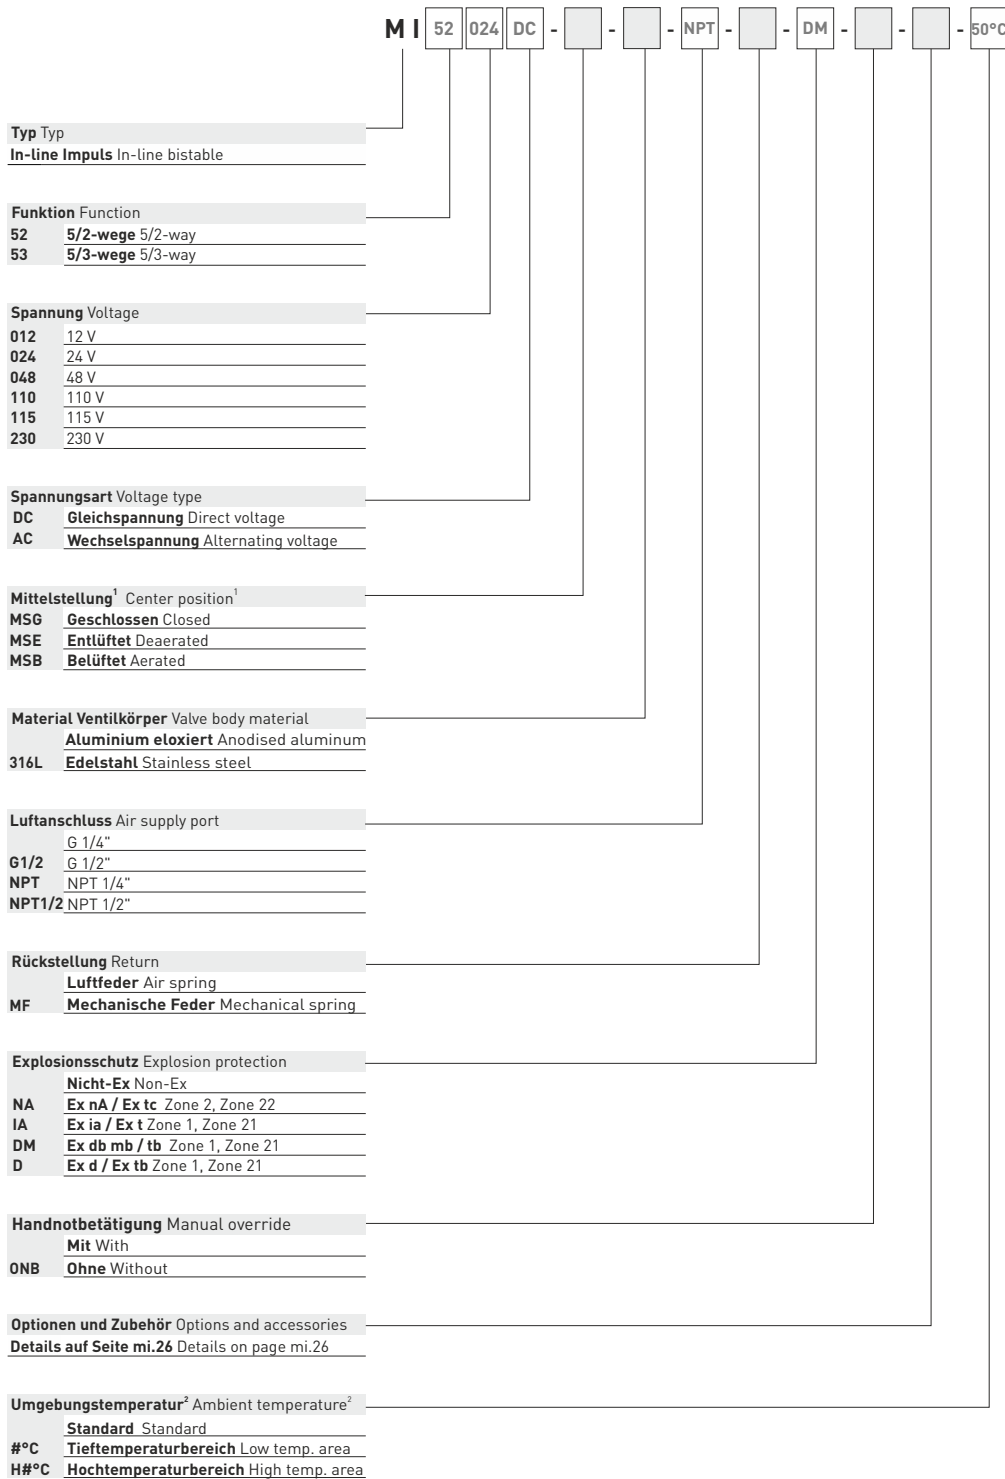 MI 52 024 DC - - - NPT - - DM - - - 50°C
Typ Typ
In-line Impuls In-line bistable
Funktion Function
52 5/2-wege 5/2-way
53 5/3-wege 5/3-way
Spannung Voltage
012 12 V
024 24 V
048 48 V
110 110 V
115 115 V
230 230 V
Spannungsart Voltage type
DC Gleichspannung Direct voltage
AC Wechselspannung Alternating voltage
Mittelstellung¹ Center position¹
MSG Geschlossen Closed
MSE Entlüftet Deaerated
MSB Belüftet Aerated
Material Ventilkörper Valve body material
Aluminium eloxiert Anodised aluminum
316L Edelstahl Stainless steel
Luftanschluss Air supply port
G 1/4"
G1/2 G 1/2"
NPT NPT 1/4"
NPT1/2 NPT 1/2"
Rückstellung Return
Luftfeder Air spring
MF Mechanische Feder Mechanical spring
Explosionsschutz Explosion protection
Nicht-Ex Non-Ex
NA Ex nA / Ex tc Zone 2, Zone 22
IA Ex ia / Ex t Zone 1, Zone 21
DM Ex db mb / tb Zone 1, Zone 21
D Ex d / Ex tb Zone 1, Zone 21
Handnotbetätigung Manual override
Mit With
ONB Ohne Without
Optionen und Zubehör Options and accessories
Details auf Seite mi.26 Details on page mi.26
Umgebungstemperatur² Ambient temperature²
Standard Standard
#°C Tieftemperaturbereich Low temp. area
H#°C Hochtemperaturbereich High temp. area